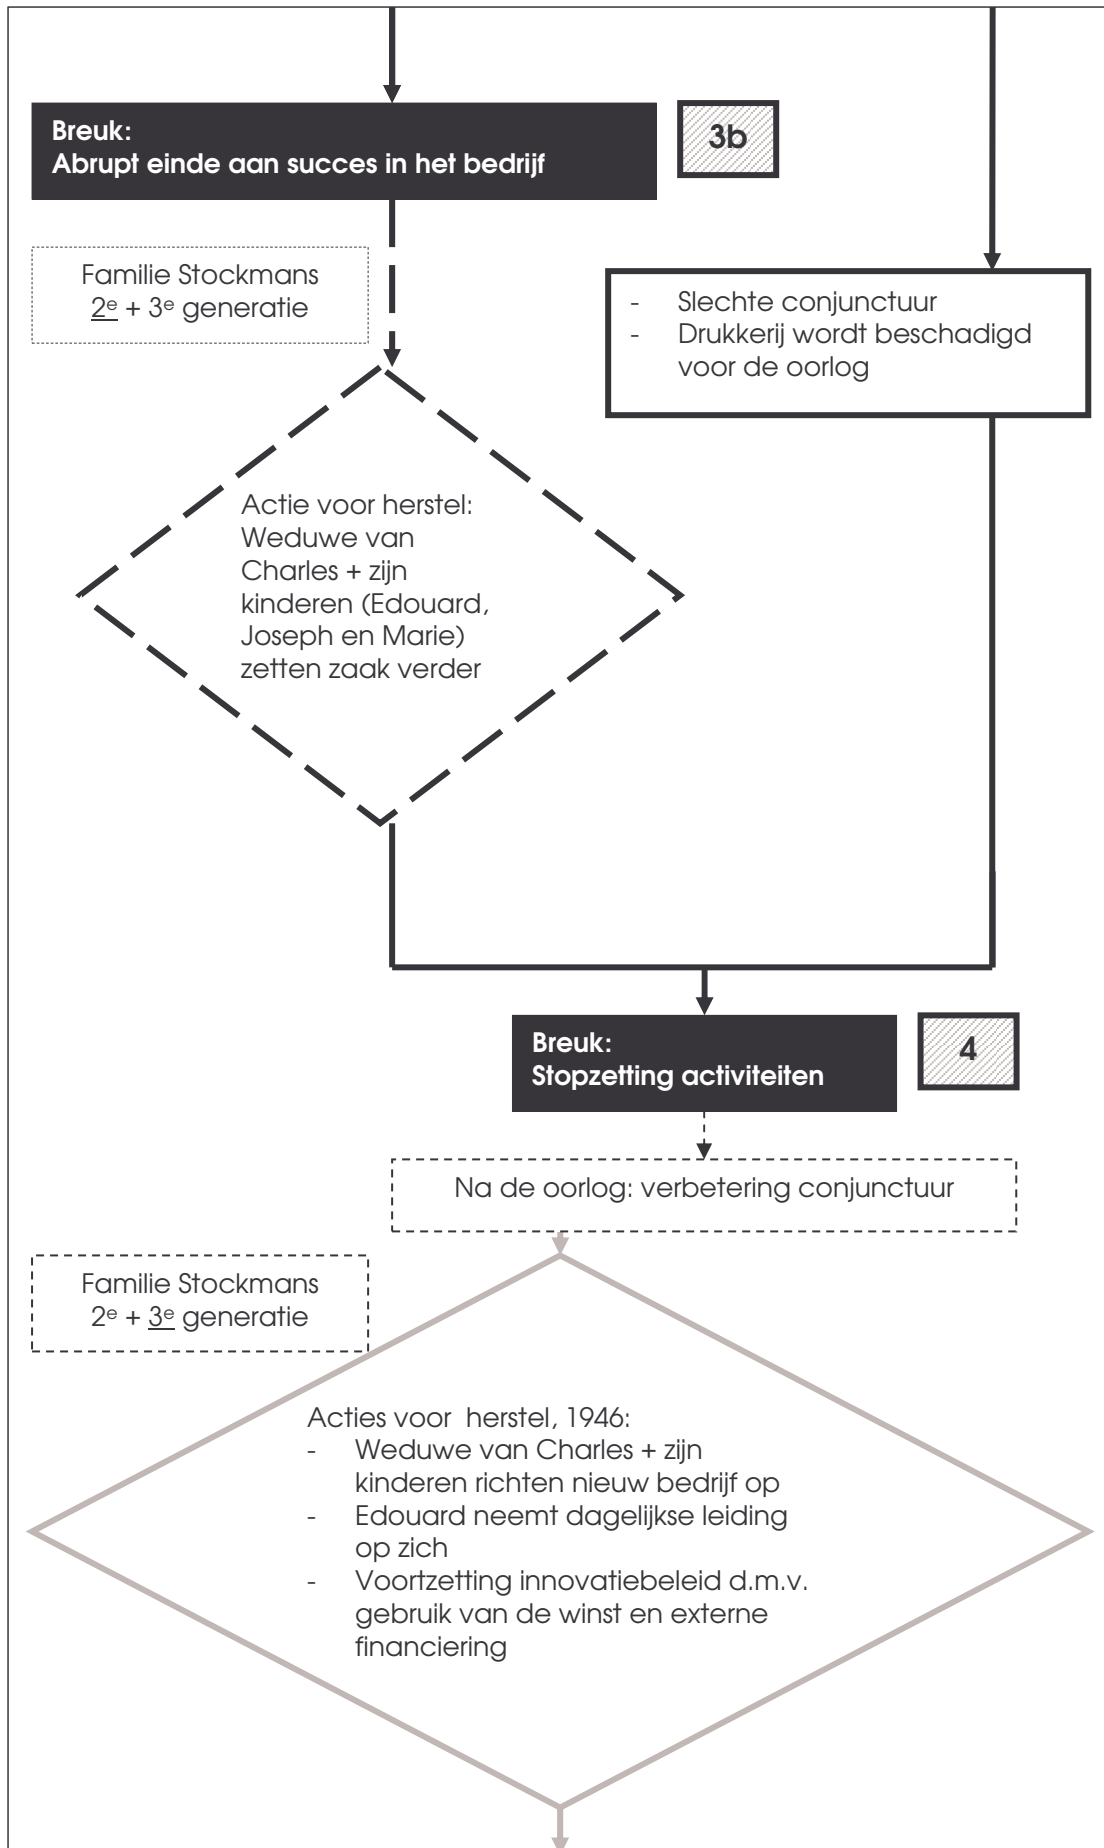 Breuk:
Abrupt einde aan succes in het bedrijf
3b
Familie Stockmans
2e + 3e generatie
- Slechte conjunctuur
- Drukkerij wordt beschadigd
voor de oorlog
Actie voor herstel:
Weduwe van
Charles + zijn
kinderen (Edouard,
Joseph en Marie)
zetten zaak verder
Breuk:
Stopzetting activiteiten
4
Na de oorlog: verbetering conjunctuur
Familie Stockmans
2e + 3e generatie
Acties voor  herstel, 1946:
- Weduwe van Charles + zijn
kinderen richten nieuw bedrijf op
- Edouard neemt dagelijkse leiding
op zich
- Voortzetting innovatiebeleid d.m.v.
gebruik van de winst en externe
financiering